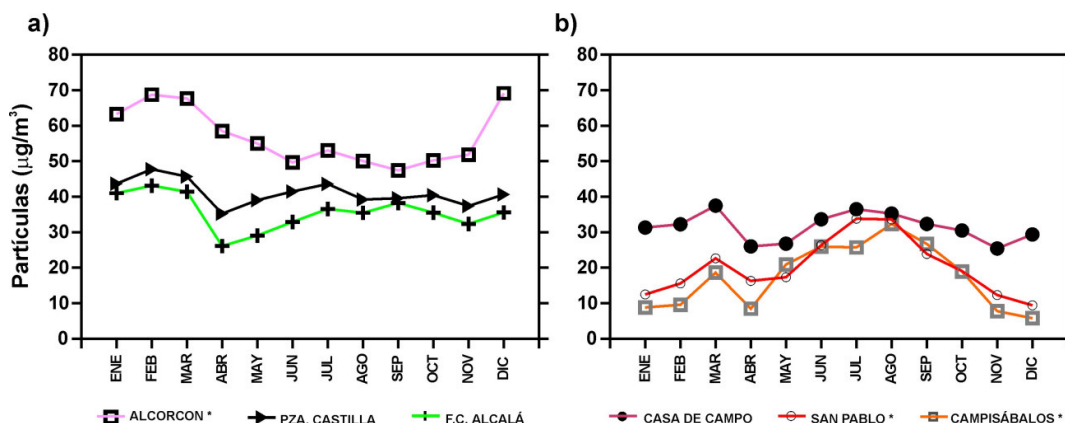 a)
b)
Partículas (µg/m³)
80
70
60
50
40
30
20
10
0
ENE
FEB
MAR
ABR
MAY
JUN
JUL
AGO
SEP
OCT
NOV
DIC
80
70
60
50
40
30
20
10
0
ENE
FEB
MAR
ABR
MAY
JUN
JUL
AGO
SEP
OCT
NOV
DIC
ALCORCON * PZA. CASTILLA F.C. ALCALÁ
CASA DE CAMPO SAN PABLO * CAMPISÁBALOS *